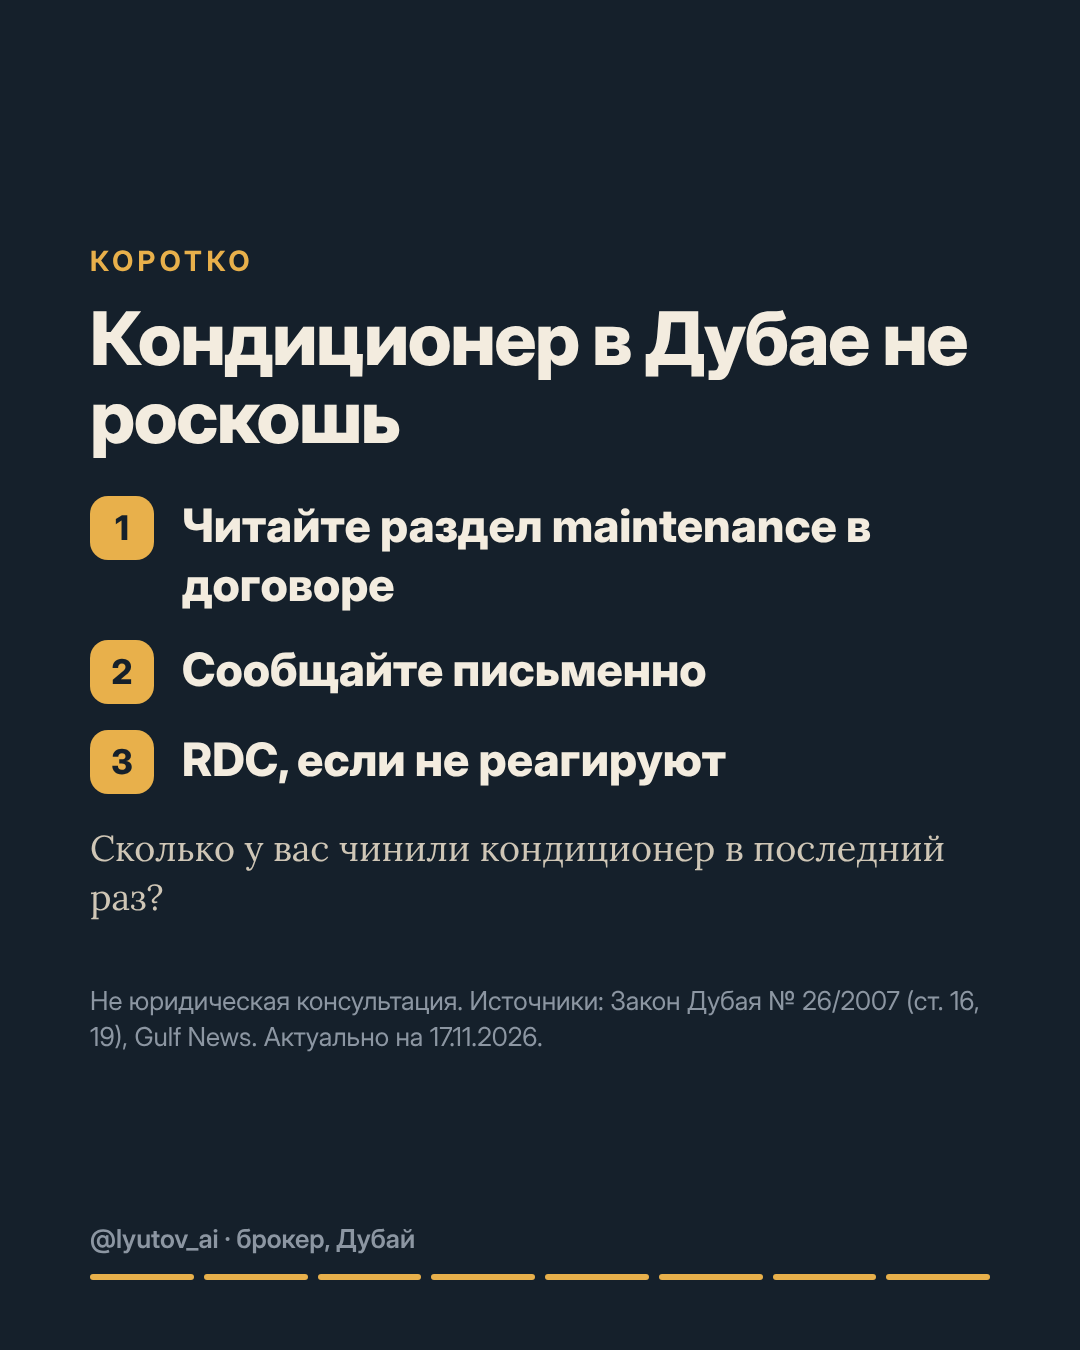 КОРОТКО
Кондиционер в Дубае не
роскошь
1 Читайте раздел maintenance в
договоре
2 Сообщайте письменно
3 RDC, если не реагируют
Сколько у вас чинили кондиционер в последний
раз?
Не юридическая консультация. Источники: Закон Дубая № 26/2007 (ст. 16,
19), Gulf News. Актуально на 17.11.2026.
@lyutov_ai · брокер, Дубай